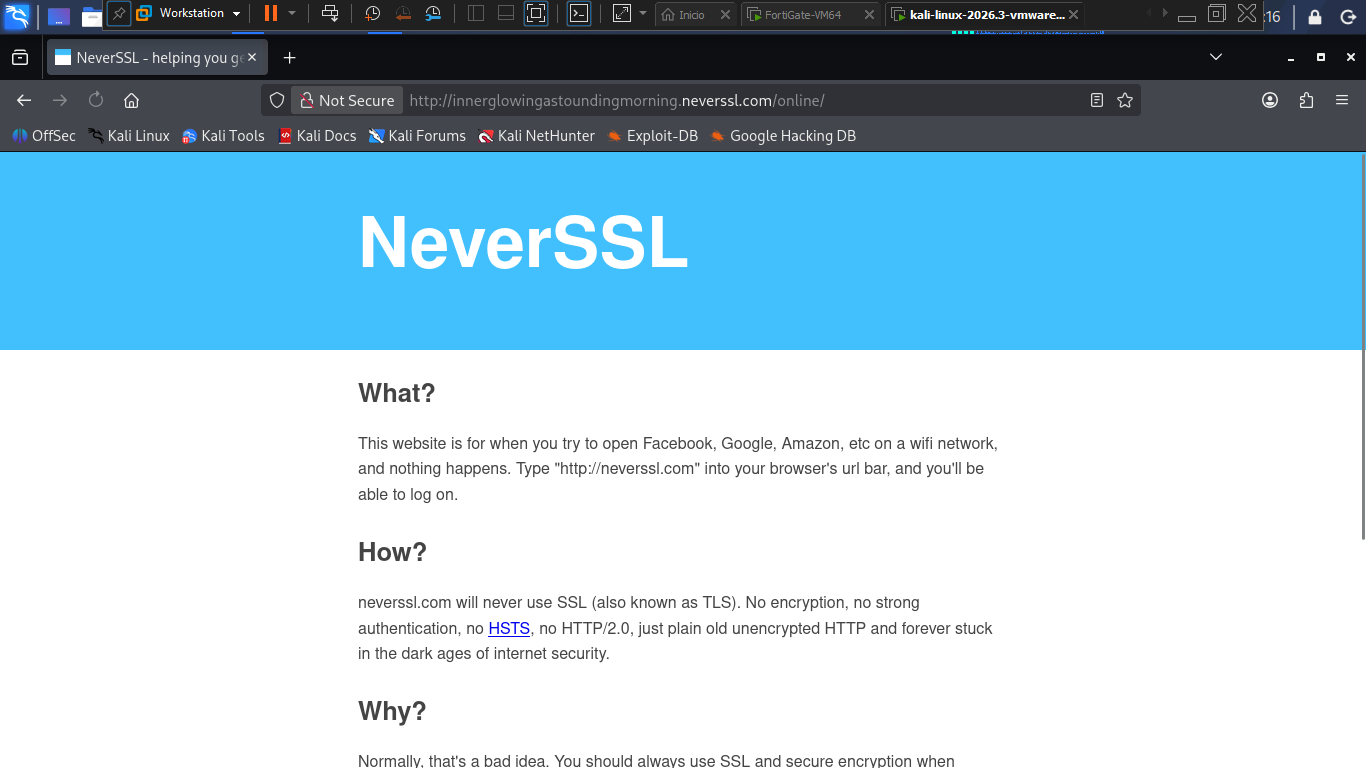 Workstation
Inicio
FortiGate-VM64
kali-linux-2026.3-vmware...
:16
NeverSSL - helping you ge
Not Secure
http://innerglowingastoundingmorning.neverssl.com/online/
OffSec
Kali Linux
Kali Tools
Kali Docs
Kali Forums
Kali NetHunter
Exploit-DB
Google Hacking DB
NeverSSL
What?
This website is for when you try to open Facebook, Google, Amazon, etc on a wifi network,
and nothing happens. Type "http://neverssl.com" into your browser's url bar, and you'll be
able to log on.
How?
neverssl.com will never use SSL (also known as TLS). No encryption, no strong
authentication, no HSTS, no HTTP/2.0, just plain old unencrypted HTTP and forever stuck
in the dark ages of internet security.
Why?
Normally, that's a bad idea. You should always use SSL and secure encryption when